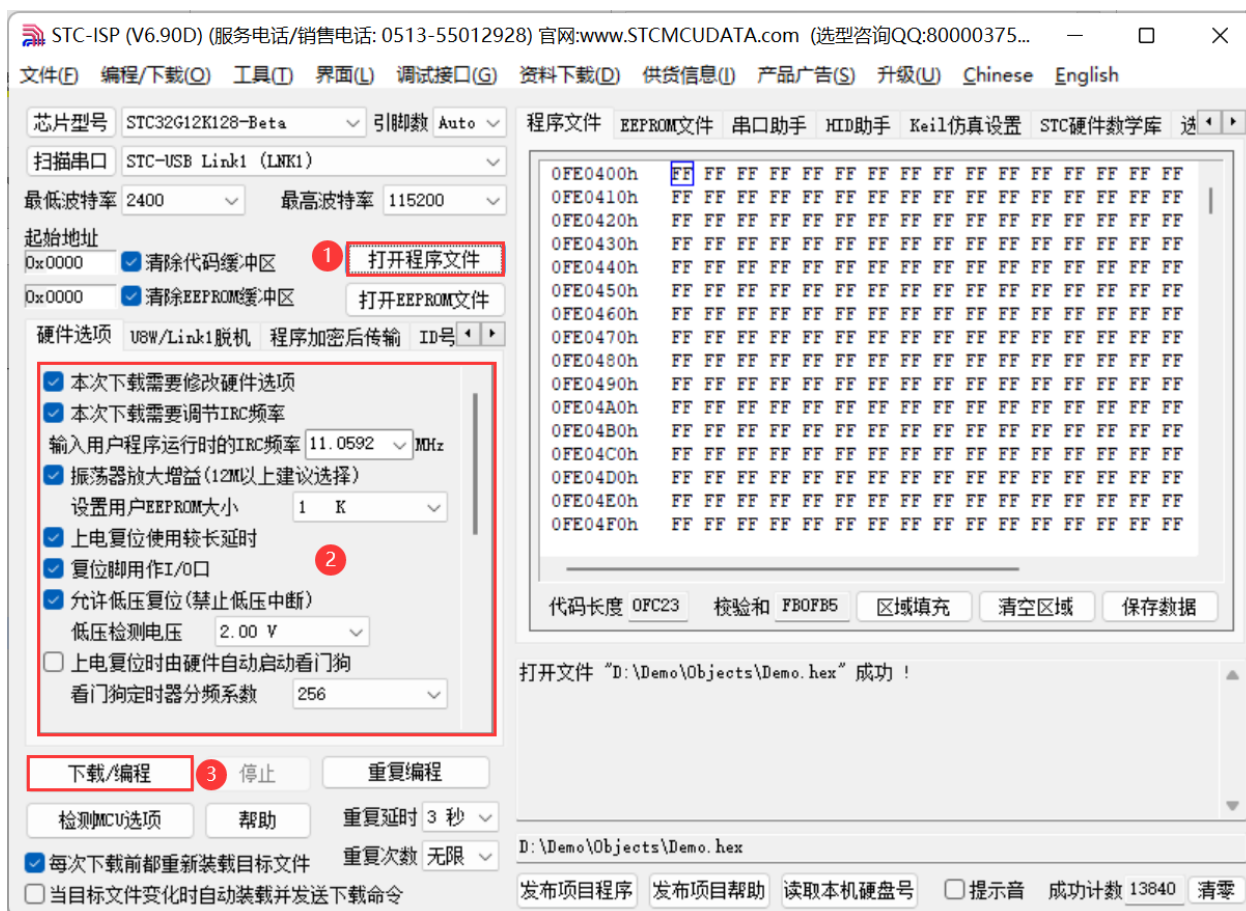 STC-ISP (V6.90D) (服务电话/销售电话: 0513-55012928) 官网:www.STCMCUDATA.com (选型咨询QQ:80000375...
文件(F) 编程/下载(O) 工具(T) 界面(L) 调试接口(G) 资料下载(D) 供货信息(I) 产品广告(S) 升级(U) Chinese English
芯片型号 STC32G12K128-Beta 引脚数 Auto
扫描串口 STC-USB Link1 (LNK1)
最低波特率 2400 最高波特率 115200
起始地址
0x0000 清除代码缓冲区 1 打开程序文件
0x0000 清除EEPROM缓冲区 打开EEPROM文件
硬件选项 U8W/Link1脱机 程序加密后传输 ID号
本次下载需要修改硬件选项
本次下载需要调节IRC频率
输入用户程序运行时的IRC频率 11.0592 MHz
振荡器放大增益(12M以上建议选择)
设置用户EEPROM大小 1 K
上电复位使用较长延时
2
复位脚用作I/O口
允许低压复位(禁止低压中断)
低压检测电压 2.00 V
上电复位时由硬件自动启动看门狗
看门狗定时器分频系数 256
下载/编程 3 停止 重复编程
检测MCU选项 帮助 重复延时 3 秒
每次下载前都重新装载目标文件 重复次数 无限
当目标文件变化时自动装载并发送下载命令
程序文件 EEPROM文件 串口助手 HID助手 Keil仿真设置 STC硬件数学库 选
0FE0400h FF FF FF FF FF FF FF FF FF FF FF FF FF FF FF FF
0FE0410h FF FF FF FF FF FF FF FF FF FF FF FF FF FF FF FF
0FE0420h FF FF FF FF FF FF FF FF FF FF FF FF FF FF FF FF
0FE0430h FF FF FF FF FF FF FF FF FF FF FF FF FF FF FF FF
0FE0440h FF FF FF FF FF FF FF FF FF FF FF FF FF FF FF FF
0FE0450h FF FF FF FF FF FF FF FF FF FF FF FF FF FF FF FF
0FE0460h FF FF FF FF FF FF FF FF FF FF FF FF FF FF FF FF
0FE0470h FF FF FF FF FF FF FF FF FF FF FF FF FF FF FF FF
0FE0480h FF FF FF FF FF FF FF FF FF FF FF FF FF FF FF FF
0FE0490h FF FF FF FF FF FF FF FF FF FF FF FF FF FF FF FF
0FE04A0h FF FF FF FF FF FF FF FF FF FF FF FF FF FF FF FF
0FE04B0h FF FF FF FF FF FF FF FF FF FF FF FF FF FF FF FF
0FE04C0h FF FF FF FF FF FF FF FF FF FF FF FF FF FF FF FF
0FE04D0h FF FF FF FF FF FF FF FF FF FF FF FF FF FF FF FF
0FE04E0h FF FF FF FF FF FF FF FF FF FF FF FF FF FF FF FF
0FE04F0h FF FF FF FF FF FF FF FF FF FF FF FF FF FF FF FF
代码长度 0FC23 校验和 FB0FB5 区域填充 清空区域 保存数据
打开文件 "D:\Demo\Objects\Demo.hex" 成功 !
D:\Demo\Objects\Demo.hex
发布项目程序 发布项目帮助 读取本机硬盘号 提示音 成功计数 13840 清零